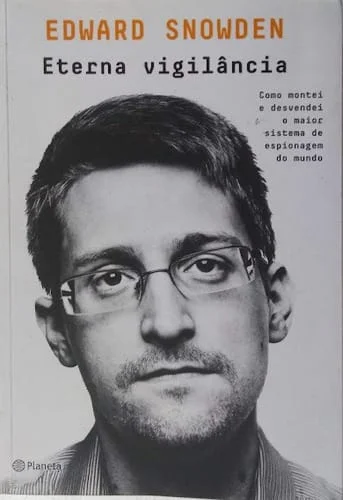 EDWARD SNOWDEN
Eterna vigilância
Como montei
e desvendei
o maior
sistema de
espionagem
do mundo
Planeta